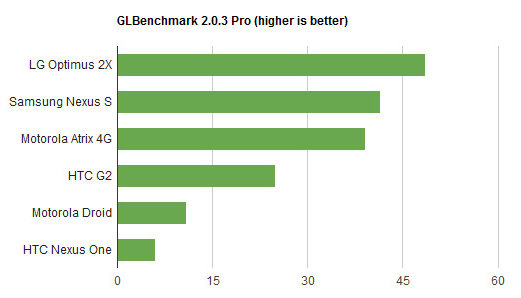 GLBenchmark 2.0.3 Pro (higher is better)
LG Optimus 2X
Samsung Nexus S
Motorola Atrix 4G
HTC G2
Motorola Droid
HTC Nexus One
0 15 30 45 60